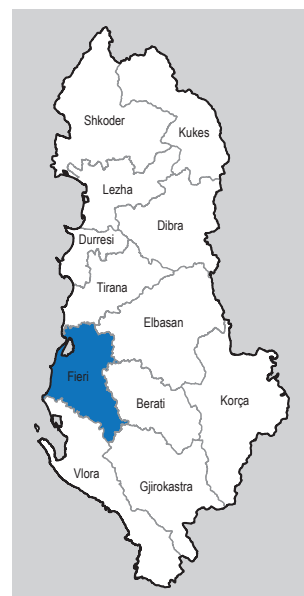 Shkoder
Kukes
Lezha
Dibra
Durresi
Tirana
Elbasan
Fieri
Berati
Korça
Vlora
Gjirokastra